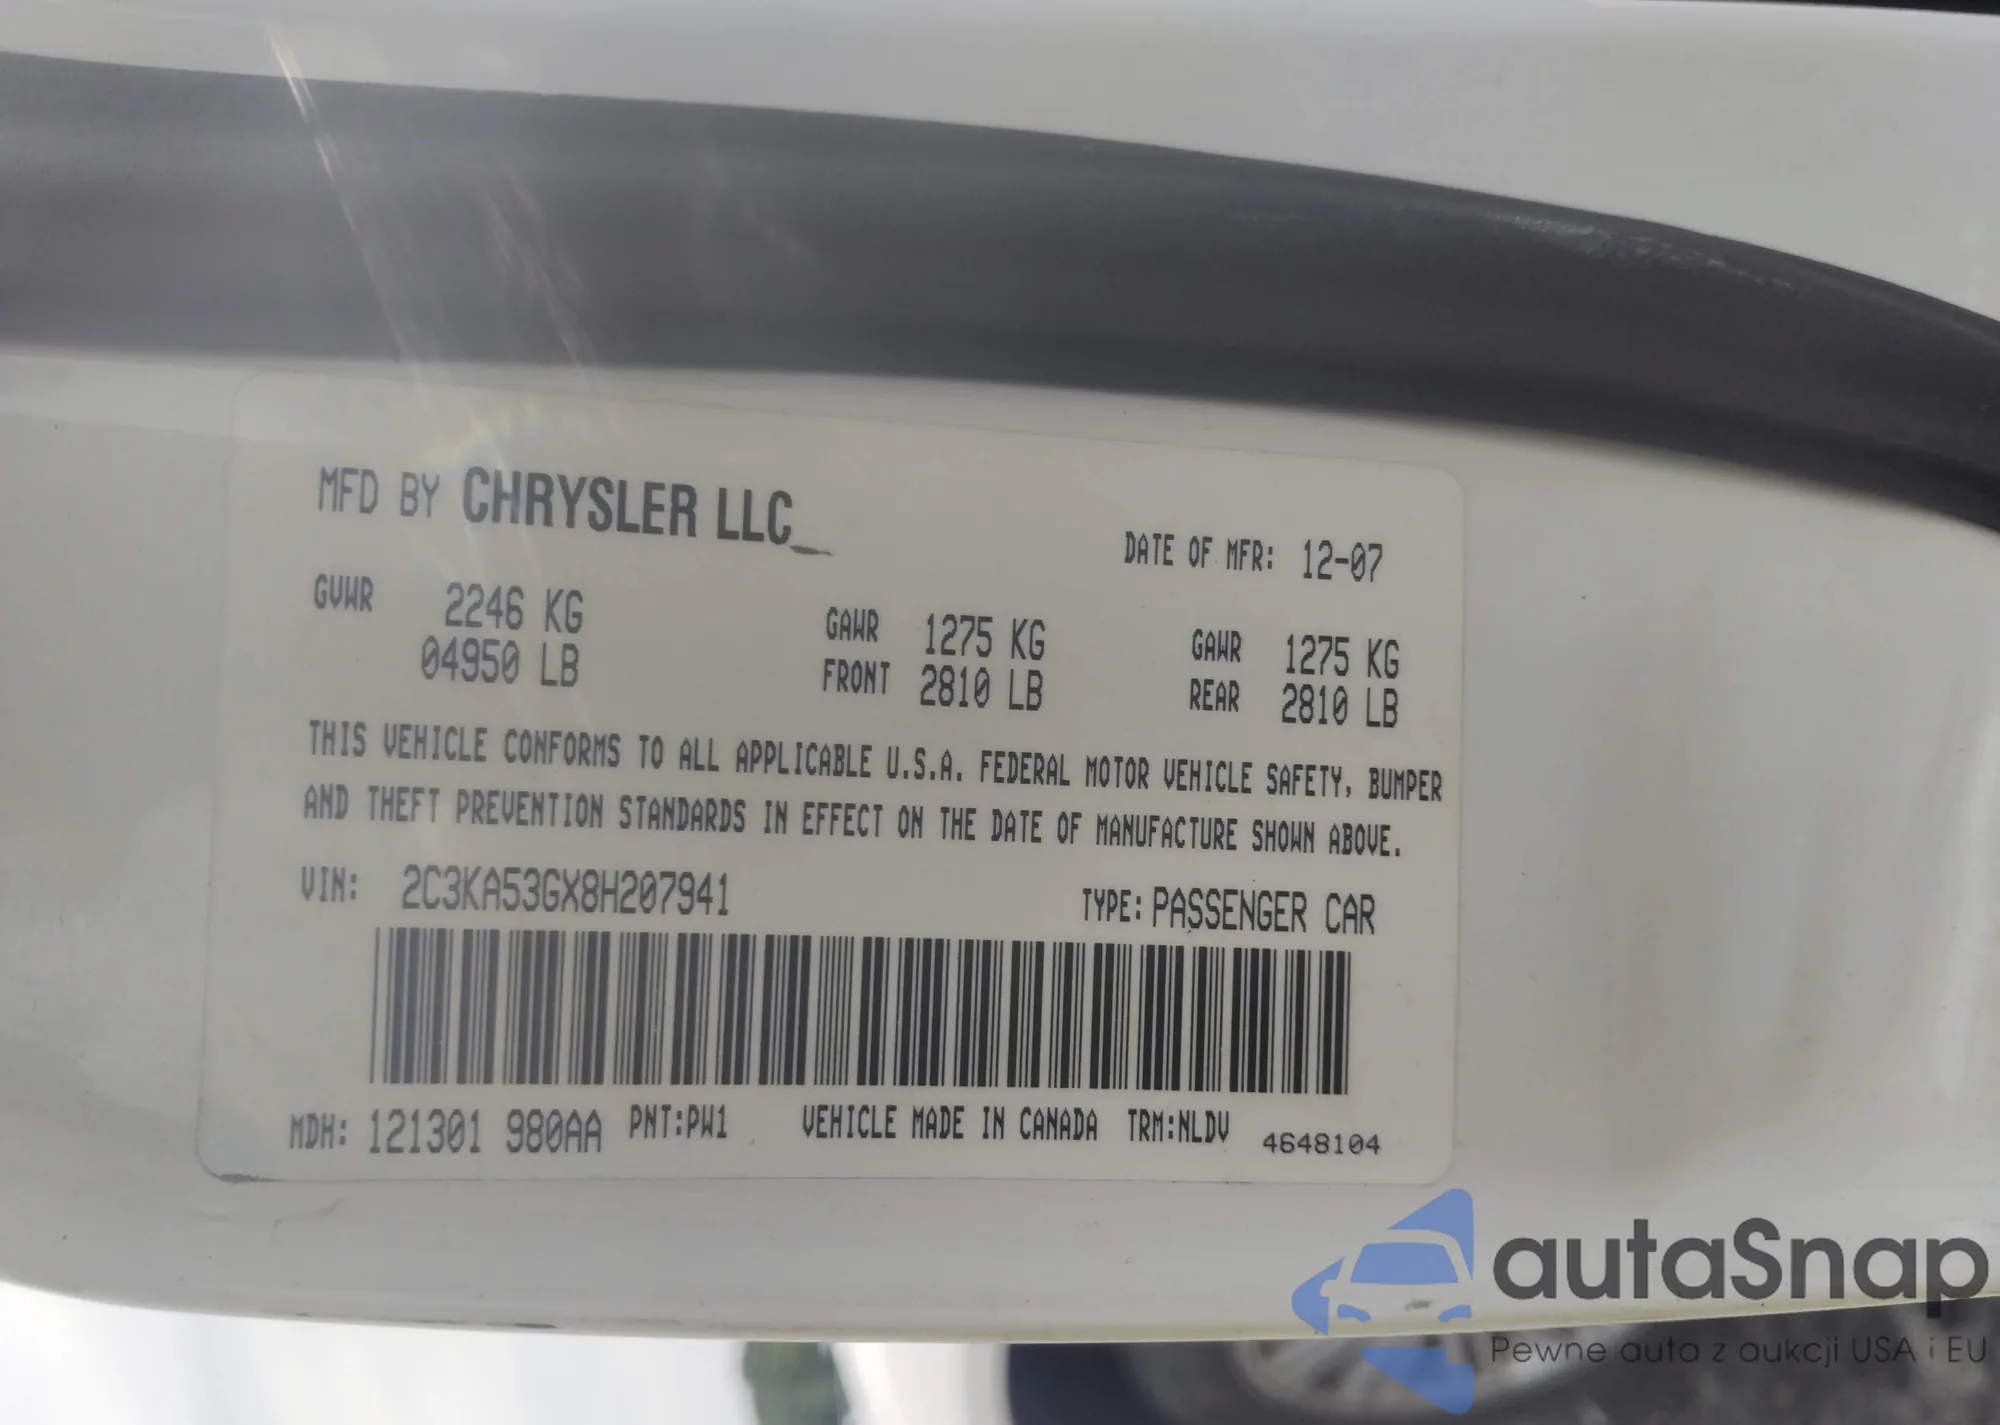 MFD BY CHRYSLER LLC_
DATE OF MFR: 12-07
GVWR 2246 KG
04950 LB
GAWR 1275 KG
FRONT 2810 LB
GAWR 1275 KG
REAR 2810 LB
THIS VEHICLE CONFORMS TO ALL APPLICABLE U.S.A. FEDERAL MOTOR VEHICLE SAFETY, BUMPER
AND THEFT PREVENTION STANDARDS IN EFFECT ON THE DATE OF MANUFACTURE SHOWN ABOVE.
VIN: 2C3KA53GX8H207941
TYPE: PASSENGER CAR
MDH: 121301 980AA PNT:PW1 VEHICLE MADE IN CANADA TRM:NLDV 4648104
autaSnap
Pewne auta z aukcji USA i EU